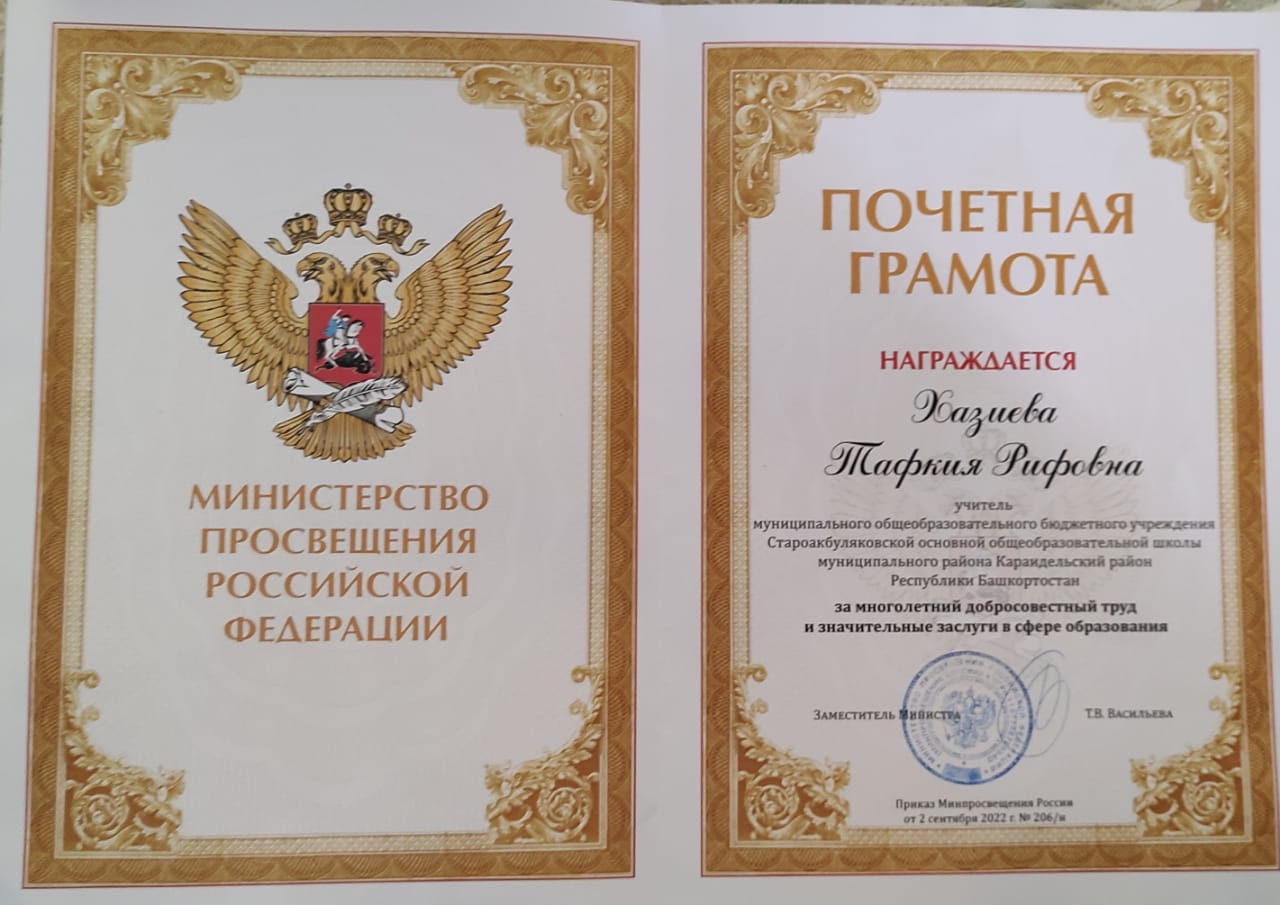 МИНИСТЕРСТВО
ПРОСВЕЩЕНИЯ
РОССИЙСКОЙ
ФЕДЕРАЦИИ
ПОЧЕТНАЯ
ГРАМОТА
НАГРАЖДАЕТСЯ
Хазиева
Тафкия Рифовна
учитель
муниципального общеобразовательного бюджетного учреждения
Староакбуляковской основной общеобразовательной школы
муниципального района Караидельский район
Республики Башкортостан
за многолетний добросовестный труд
и значительные заслуги в сфере образования
Заместитель Министра Т.В. Васильева
Приказ Минпросвещения России
от 2 сентября 2022 г. № 206/н